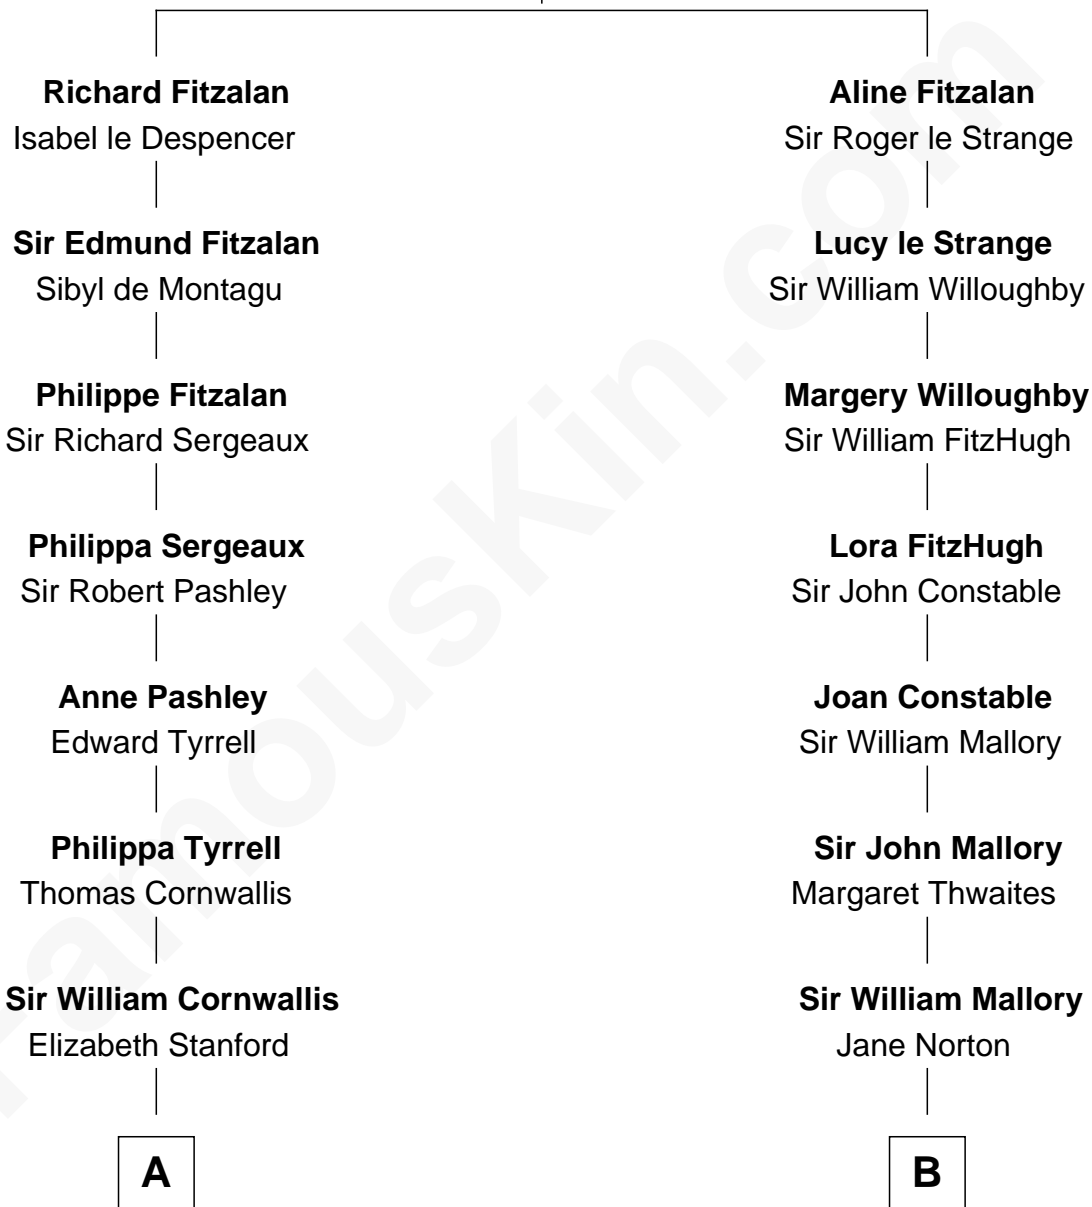 Richard Fitzalan
Isabel le Despencer
Aline Fitzalan
Sir Roger le Strange
Sir Edmund Fitzalan
Sibyl de Montagu
Lucy le Strange
Sir William Willoughby
Philippe Fitzalan
Sir Richard Sergeaux
Margery Willoughby
Sir William FitzHugh
Philippa Sergeaux
Sir Robert Pashley
Lora FitzHugh
Sir John Constable
Anne Pashley
Edward Tyrrell
Joan Constable
Sir William Mallory
Philippa Tyrrell
Thomas Cornwallis
Sir John Mallory
Margaret Thwaites
Sir William Cornwallis
Elizabeth Stanford
Sir William Mallory
Jane Norton
A
B
FamousKin.com